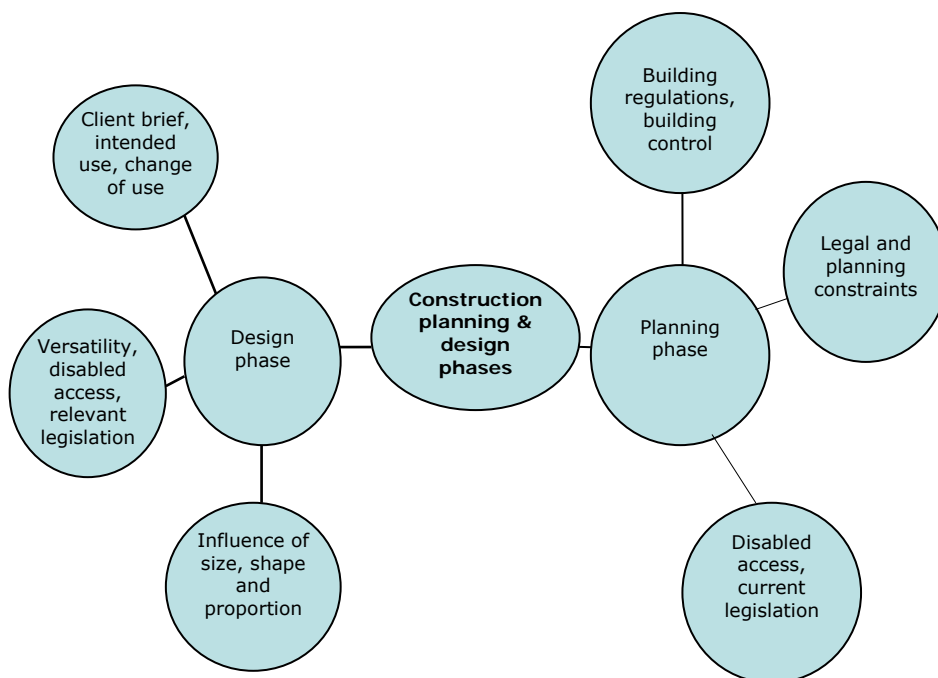 Building
regulations,
building
control
Client brief,
intended
use, change
of use
Legal and
planning
constraints
Construction
planning &
design
phases
Design
phase
Planning
phase
Versatility,
disabled
access,
relevant
legislation
Influence of
size, shape
and
proportion
Disabled
access,
current
legislation